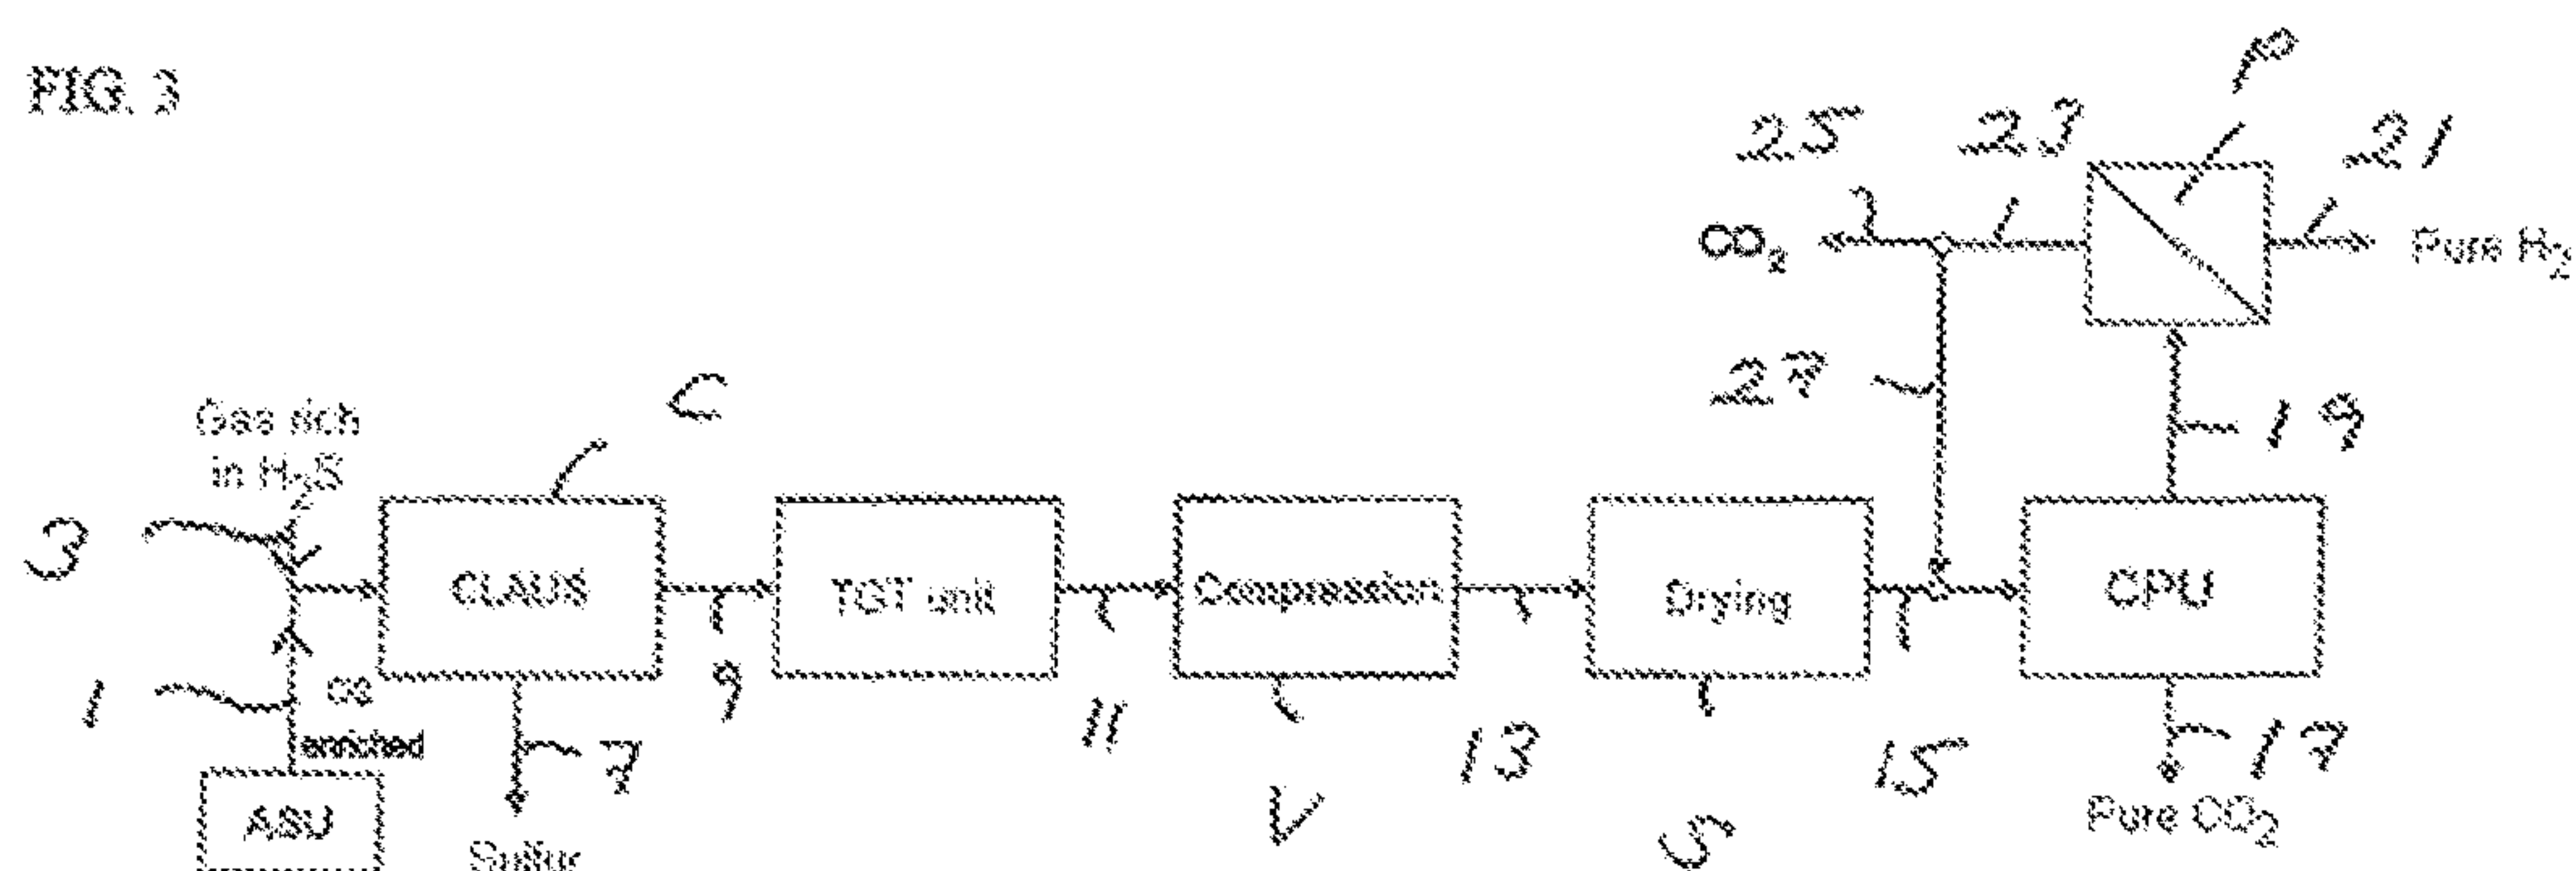 FIG. 3
P
25
23
21
CO₂
Pure H₂
27
19
C
Gas rich
in H₂S
3
CLAUS
TGT unit
Compression
Drying
CPU
1
O2
enriched
9
11
13
15
17
7
V
S
ASU
Sulfur
Pure CO₂